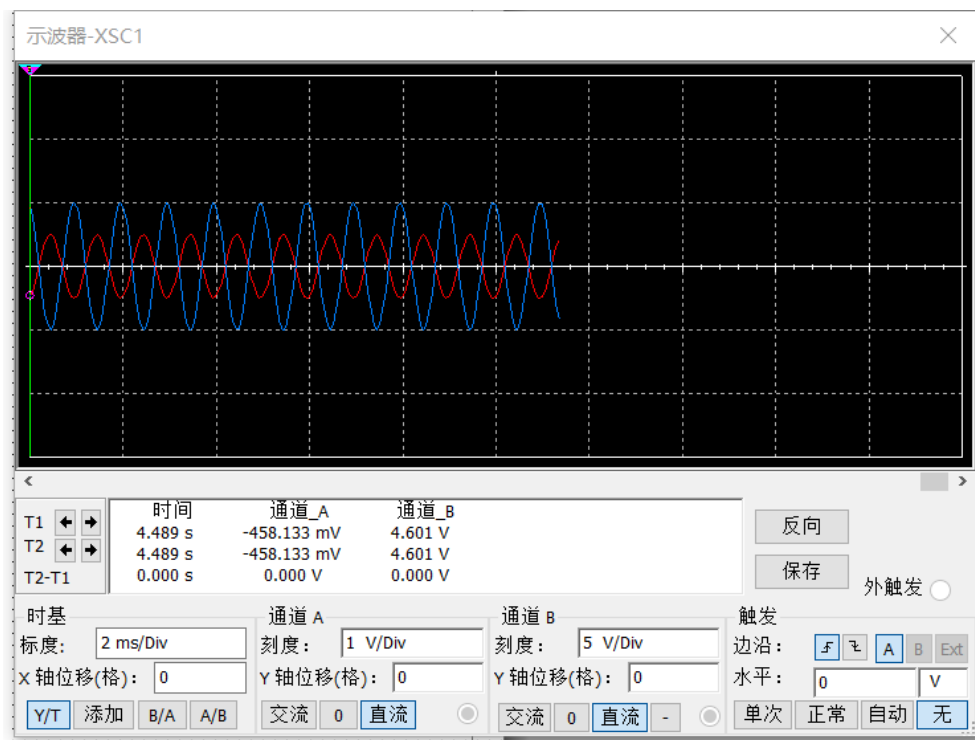 示波器-XSC1
时间 通道_A 通道_B
T1 4.489 s -458.133 mV 4.601 V
T2 4.489 s -458.133 mV 4.601 V
T2-T1 0.000 s 0.000 V 0.000 V
反向
保存
外触发
时基
标度: 2 ms/Div
X 轴位移(格): 0
Y/T 添加 B/A A/B
通道 A
刻度: 1 V/Div
Y 轴位移(格): 0
交流 0 直流
通道 B
刻度: 5 V/Div
Y 轴位移(格): 0
交流 0 直流 -
触发
边沿: A B Ext
水平: 0 V
单次 正常 自动 无